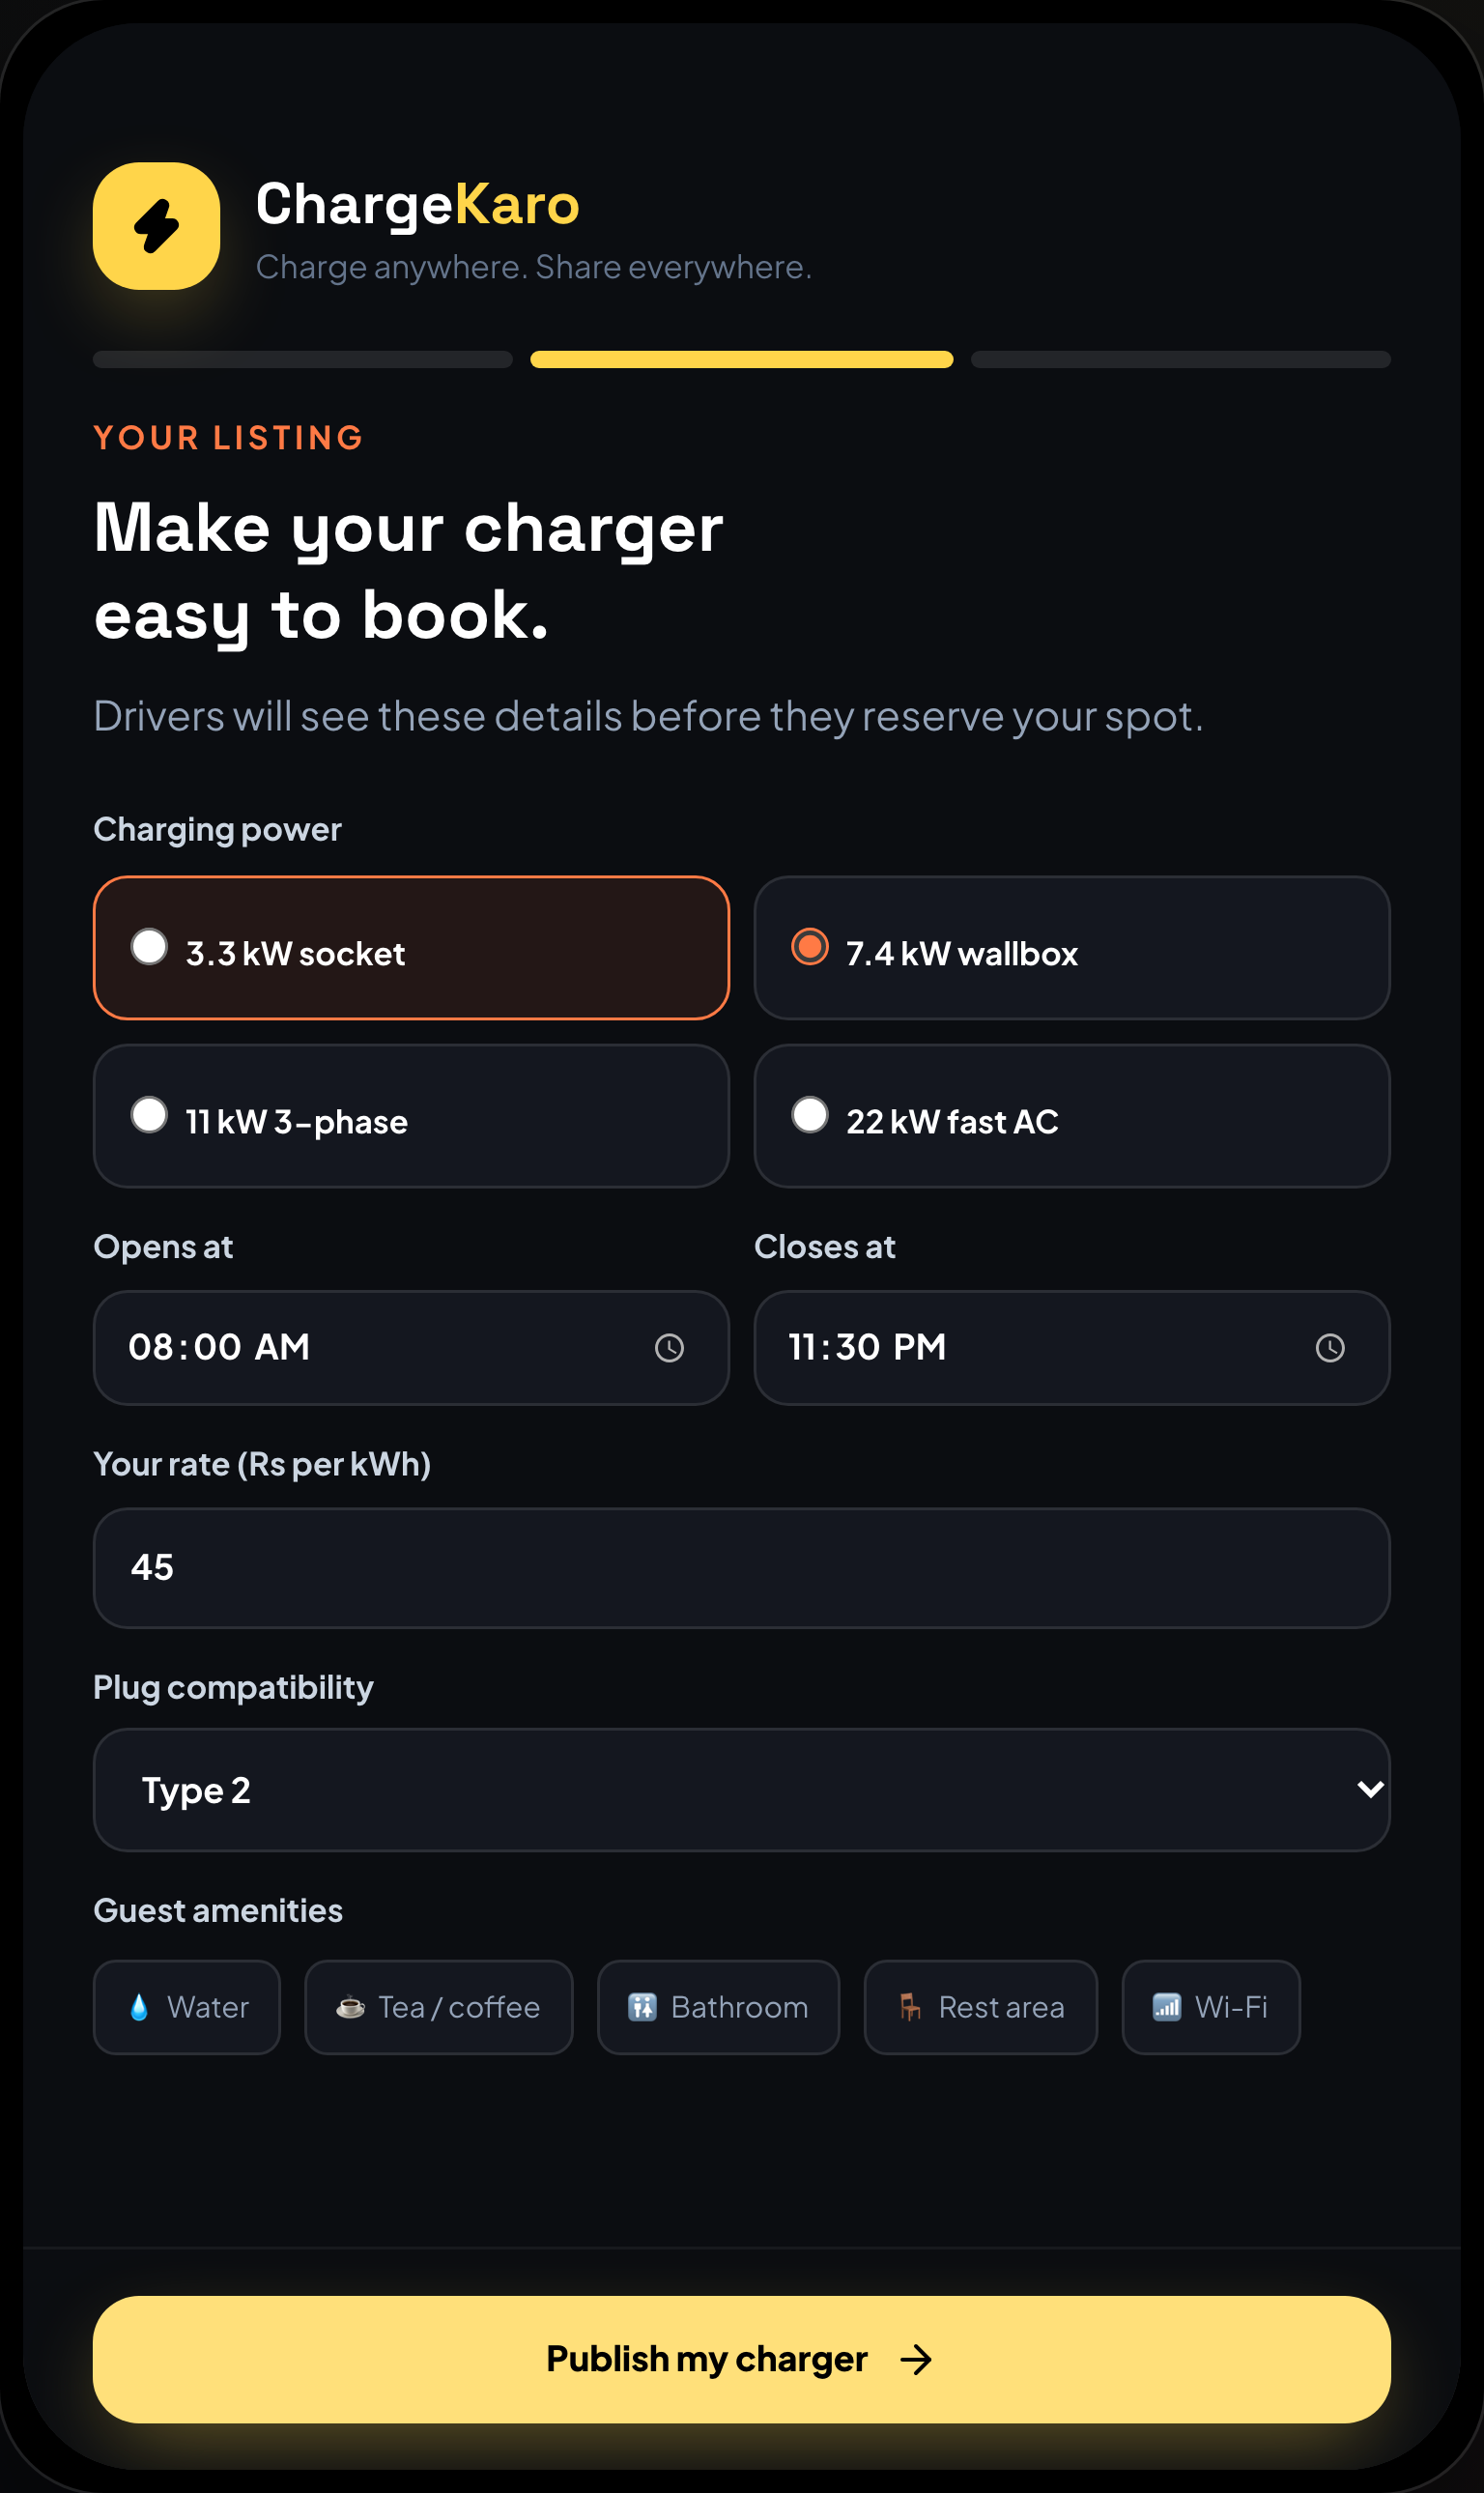 ChargeKaro
Charge anywhere. Share everywhere.
YOUR LISTING
Make your charger
easy to book.
Drivers will see these details before they reserve your spot.
Charging power
3.3 kW socket
7.4 kW wallbox
11 kW 3-phase
22 kW fast AC
Opens at
Closes at
08:00 AM
11:30 PM
Your rate (Rs per kWh)
45
Plug compatibility
Type 2
Guest amenities
Water
Tea / coffee
Bathroom
Rest area
Wi-Fi
Publish my charger